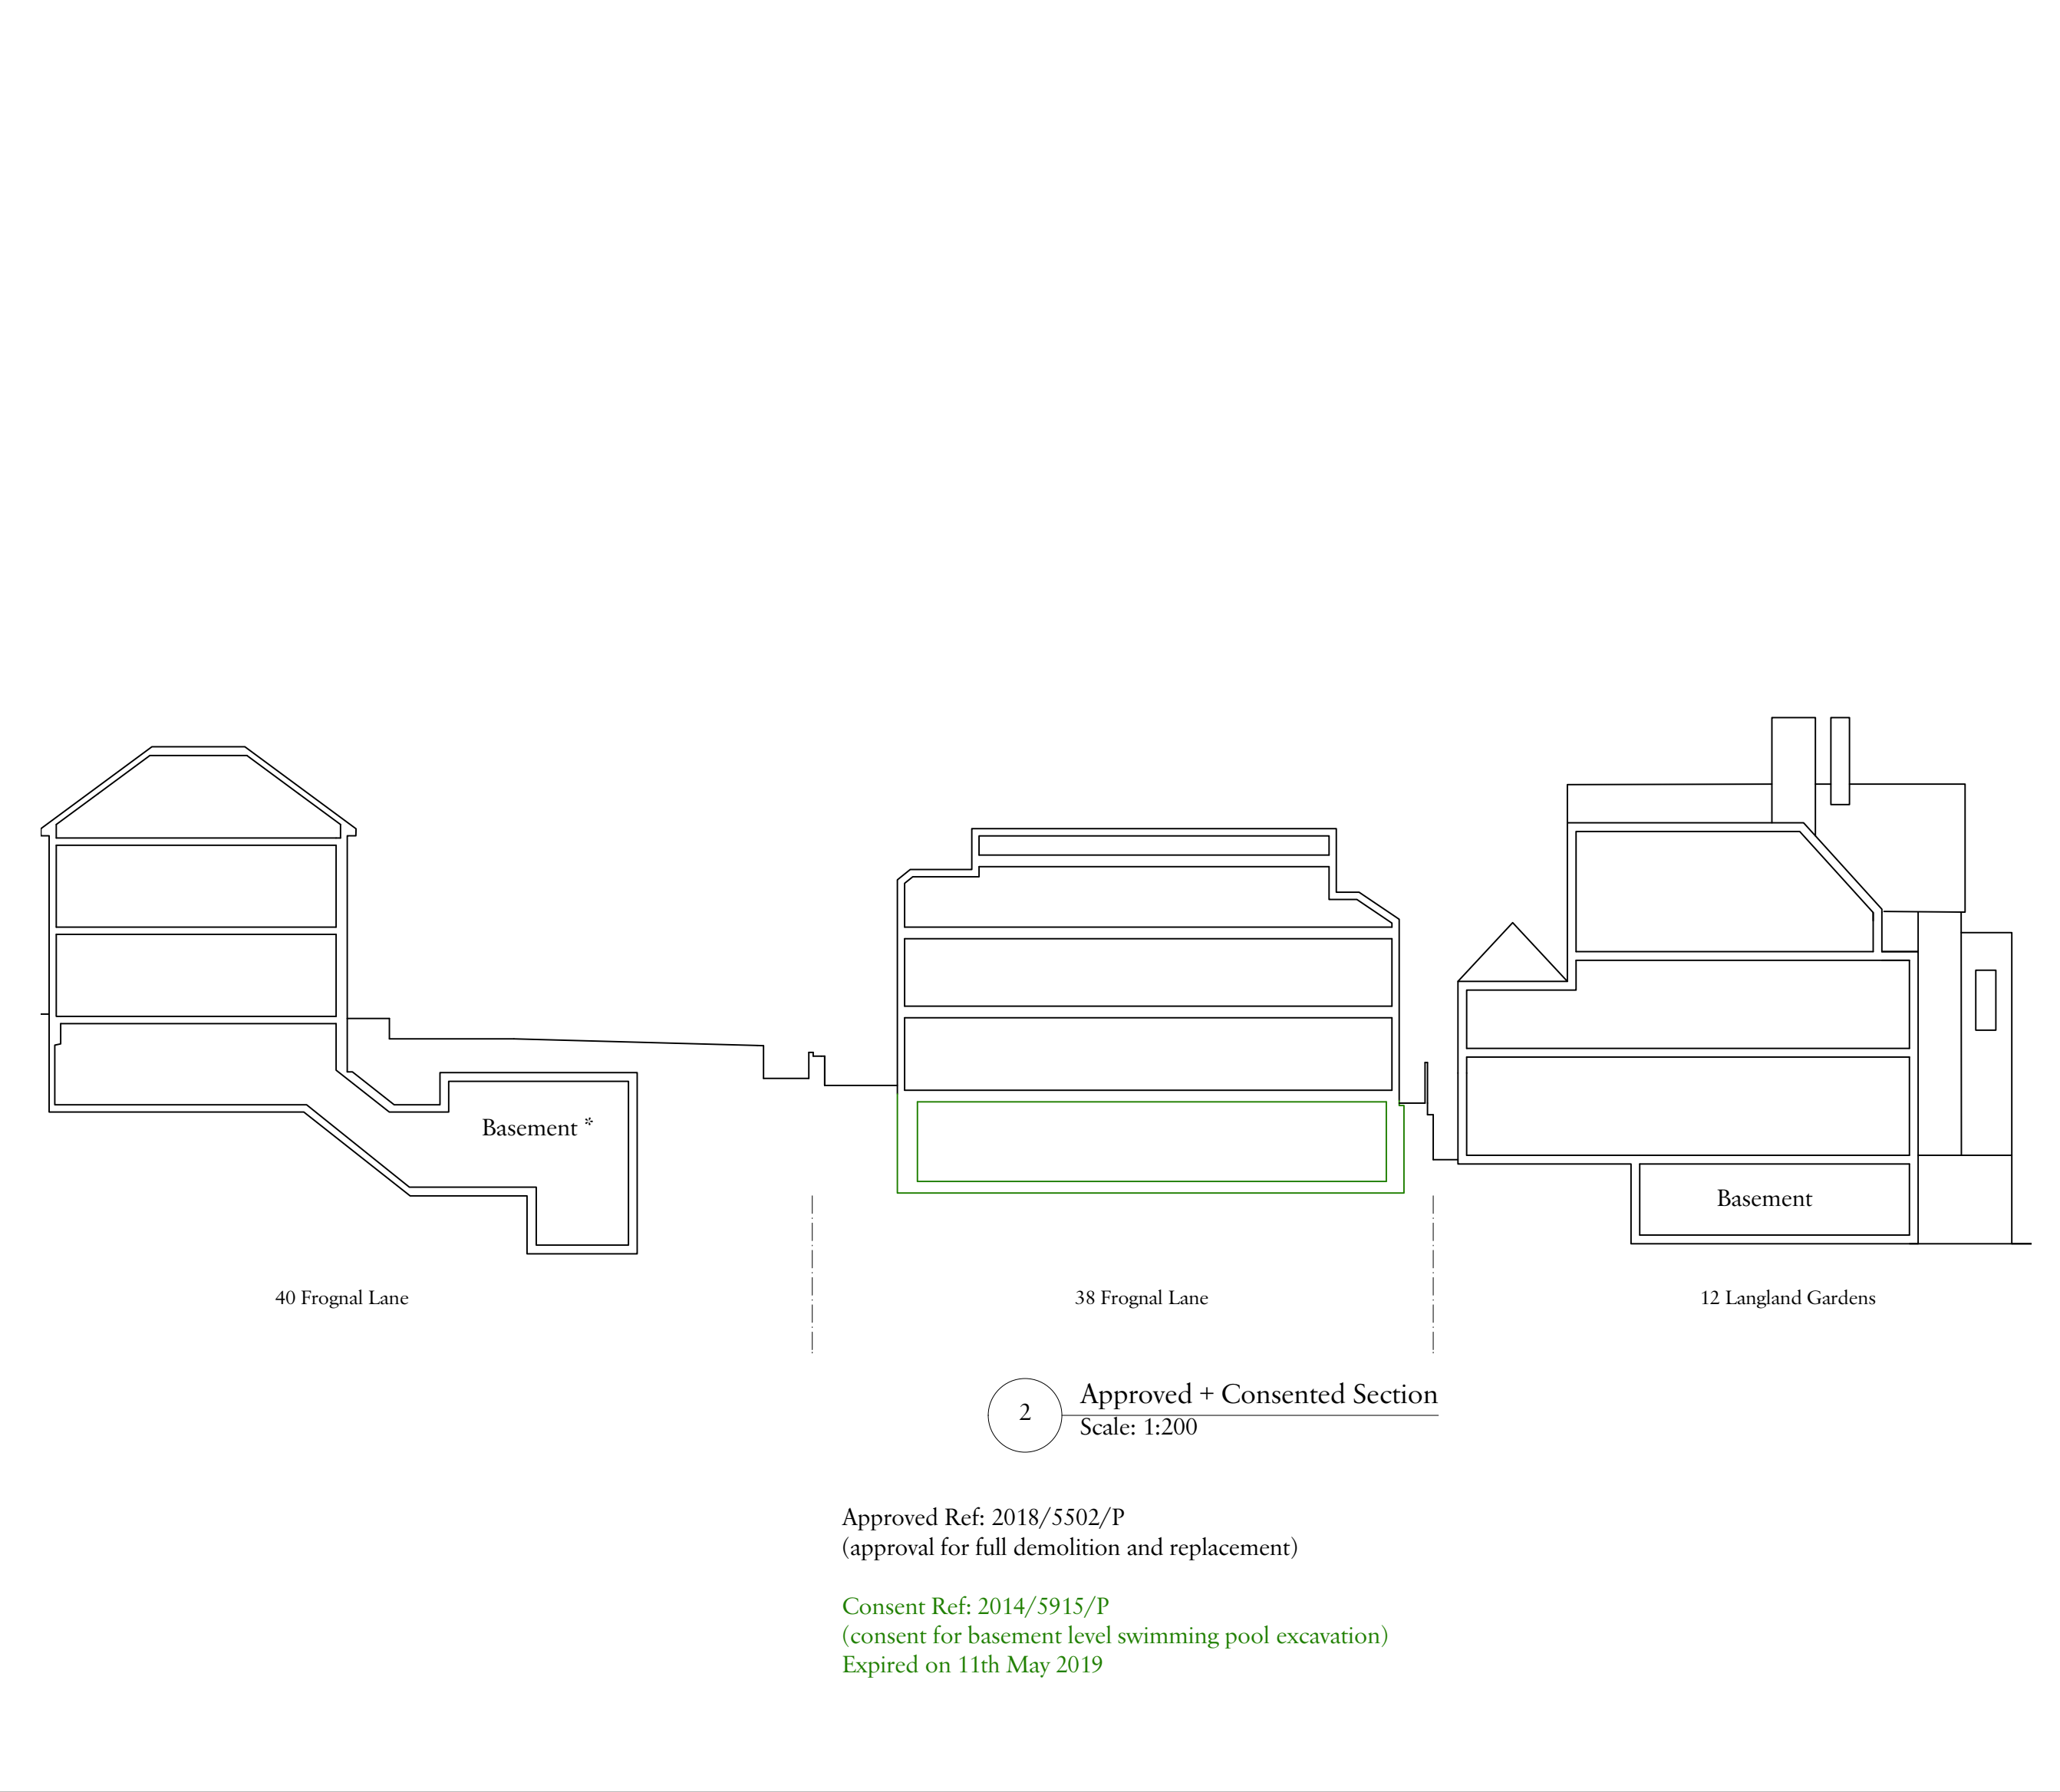 Basement *
Basement
40 Frognal Lane
38 Frognal Lane
12 Langland Gardens
2
Approved + Consented Section
Scale: 1:200
Approved Ref: 2018/5502/P
(approval for full demolition and replacement)
Consent Ref: 2014/5915/P
(consent for basement level swimming pool excavation)
Expired on 11th May 2019